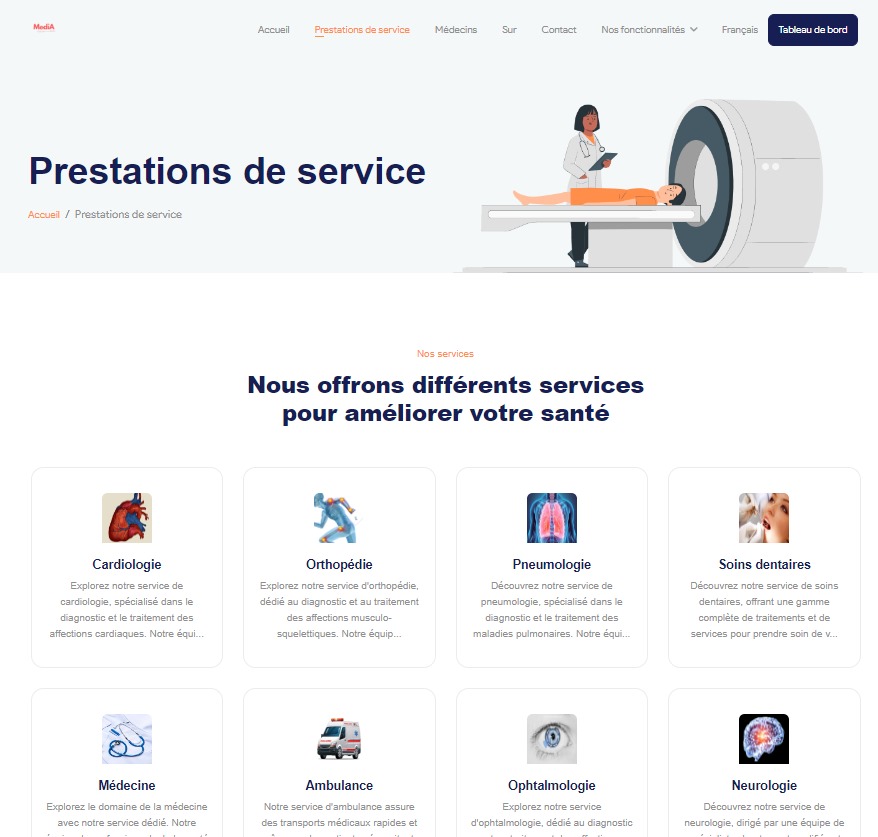 MediA
Accueil
Prestations de service
Médecins
Sur
Contact
Nos fonctionnalités
Français
Tableau de bord
Prestations de service
Accueil / Prestations de service
Nos services
Nous offrons différents services
pour améliorer votre santé
Cardiologie
Explorez notre service de
cardiologie, spécialisé dans le
diagnostic et le traitement des
affections cardiaques. Notre équi...
Orthopédie
Explorez notre service d'orthopédie,
dédié au diagnostic et au traitement
des affections musculo-
squelettiques. Notre équip...
Pneumologie
Découvrez notre service de
pneumologie, spécialisé dans le
diagnostic et le traitement des
maladies pulmonaires. Notre équi...
Soins dentaires
Découvrez notre service de soins
dentaires, offrant une gamme
complète de traitements et de
services pour prendre soin de v...
Médecine
Explorez le domaine de la médecine
avec notre service dédié. Notre
Ambulance
Notre service d'ambulance assure
des transports médicaux rapides et
Ophtalmologie
Explorez notre service
d'ophtalmologie, dédié au diagnostic
Neurologie
Découvrez notre service de
neurologie, dirigé par une équipe de